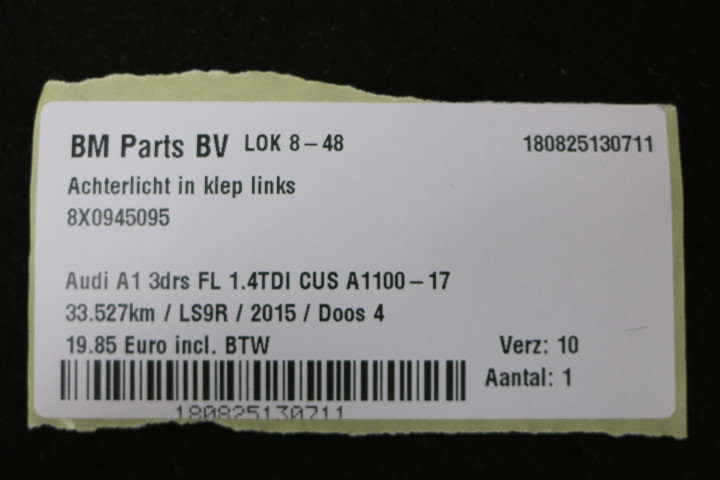 BM Parts BV LOK 8-48 180825130711
Achterlicht in klep links
8X0945095
Audi A1 3drs FL 1.4TDI CUS A1100-17
33.527km / LS9R / 2015 / Doos 4
19.85 Euro incl. BTW Verz: 10
Aantal: 1
180825130711